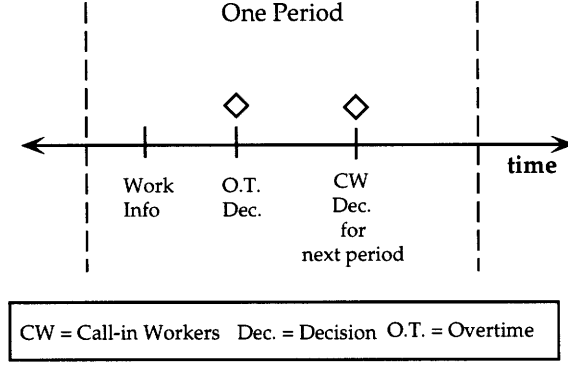 One Period
time
Work
Info
O.T.
Dec.
CW
Dec.
for
next period
CW = Call-in Workers Dec. = Decision O.T. = Overtime